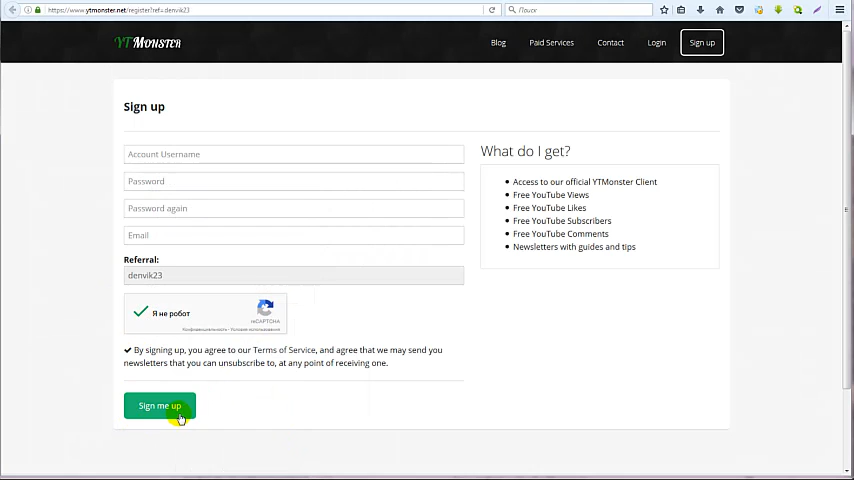 https://www.ytmonster.net/register?ref=denvik23
Поиск
YTMonster
Blog
Paid Services
Contact
Login
Sign up
Sign up
Account Username
Password
Password again
Email
Referral:
denvik23
Я не робот
reCAPTCHA
Конфиденциальность - Условия использования
By signing up, you agree to our Terms of Service, and agree that we may send you
newsletters that you can unsubscribe to, at any point of receiving one.
Sign me up
What do I get?
Access to our official YTMonster Client
Free YouTube Views
Free YouTube Likes
Free YouTube Subscribers
Free YouTube Comments
Newsletters with guides and tips